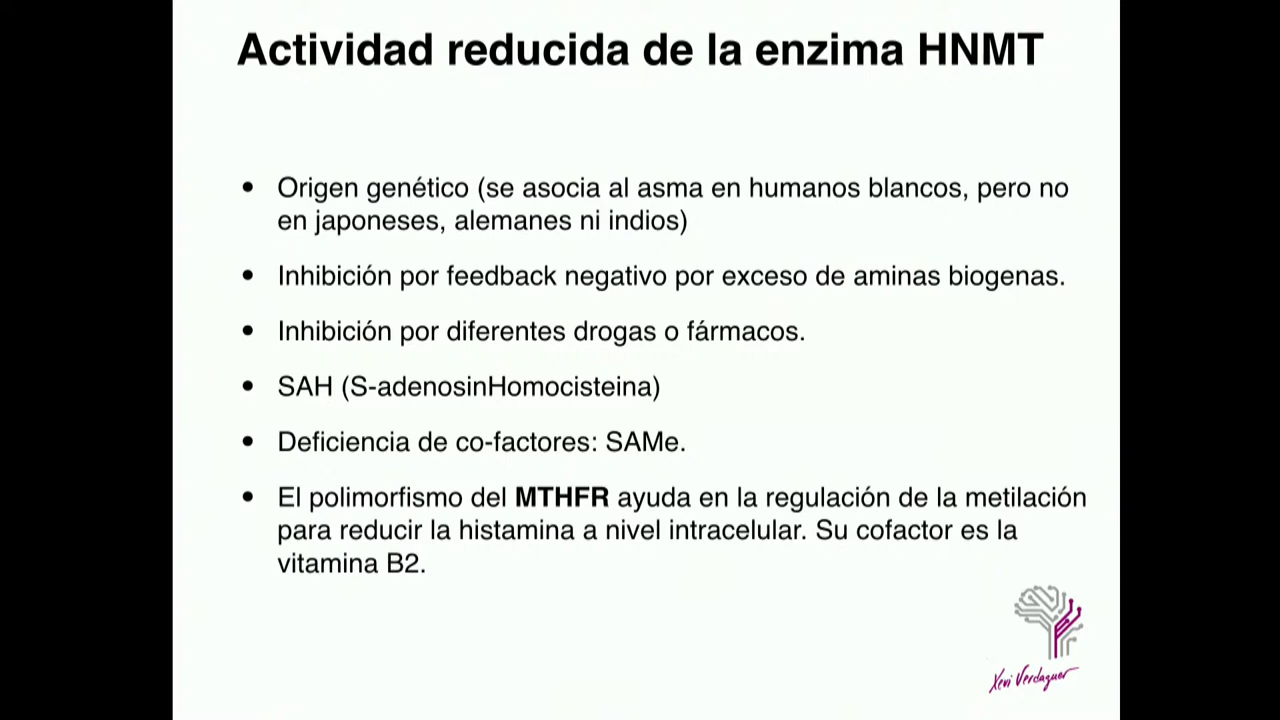 Actividad reducida de la enzima HNMT
• Origen genético (se asocia al asma en humanos blancos, pero no
en japoneses, alemanes ni indios)
• Inhibición por feedback negativo por exceso de aminas biogenas.
• Inhibición por diferentes drogas o fármacos.
• SAH (S-adenosinHomocisteina)
• Deficiencia de co-factores: SAMe.
• El polimorfismo del MTHFR ayuda en la regulación de la metilación
para reducir la histamina a nivel intracelular. Su cofactor es la
vitamina B2.
Xevi Verdaguer